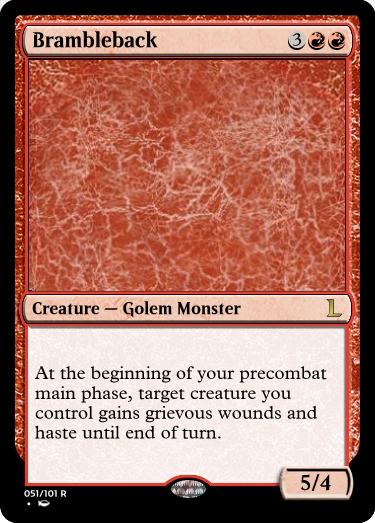 Brambleback 3
Creature — Golem Monster L
At the beginning of your precombat
main phase, target creature you
control gains grievous wounds and
haste until end of turn.
5/4
051/101 R